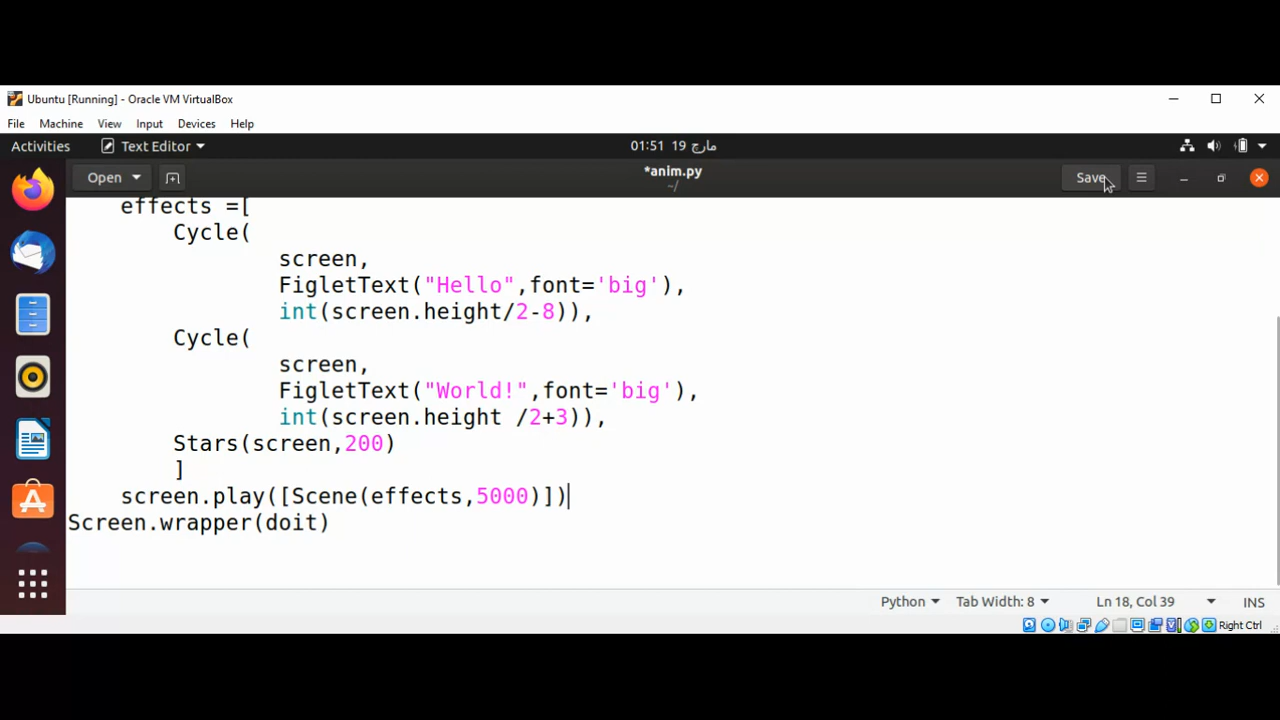 Ubuntu [Running] - Oracle VM VirtualBox
File Machine View Input Devices Help
Activities Text Editor 01:51 19 مارچ
Open *anim.py Save
~/
effects =[
Cycle(
screen,
FigletText("Hello",font='big'),
int(screen.height/2-8)),
Cycle(
screen,
FigletText("World!",font='big'),
int(screen.height /2+3)),
Stars(screen,200)
]
screen.play([Scene(effects,5000)])
Screen.wrapper(doit)
Python Tab Width: 8 Ln 18, Col 39 INS
Right Ctrl